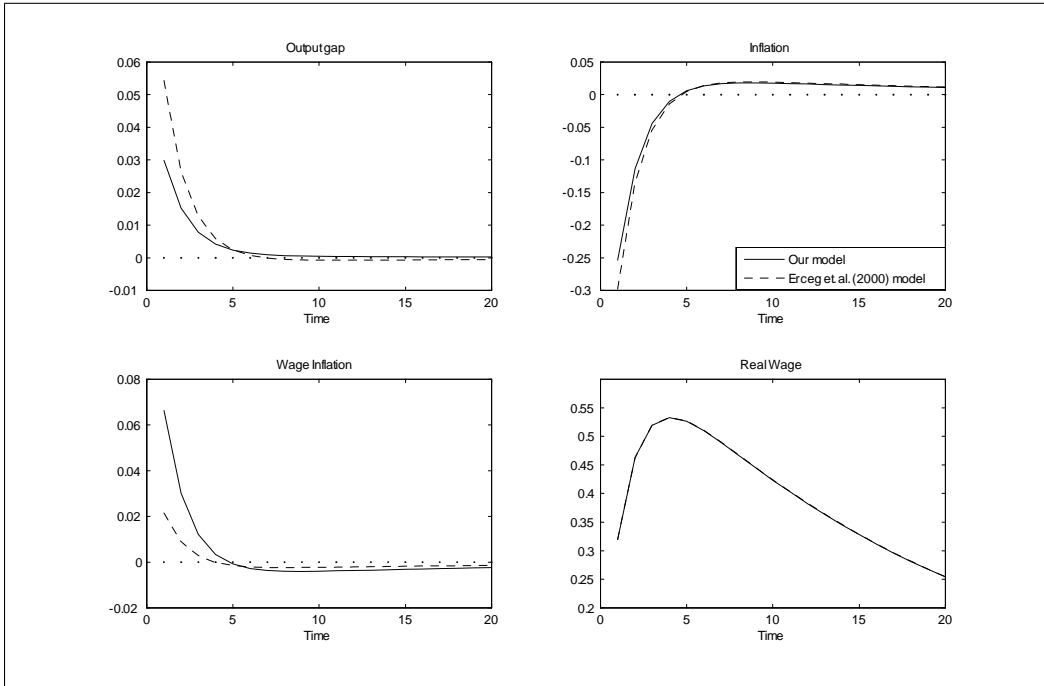 Output gap
0.06
0.05
0.04
0.03
0.02
0.01
0
-0.01
0 5 10 15 20
Time
Inflation
0.05
0
-0.05
-0.1
-0.15
-0.2
-0.25
-0.3
0 5 10 15 20
Time
Our model
Erceg et. al. (2000) model
Wage Inflation
0.08
0.06
0.04
0.02
0
-0.02
0 5 10 15 20
Time
Real Wage
0.55
0.5
0.45
0.4
0.35
0.3
0.25
0.2
0 5 10 15 20
Time